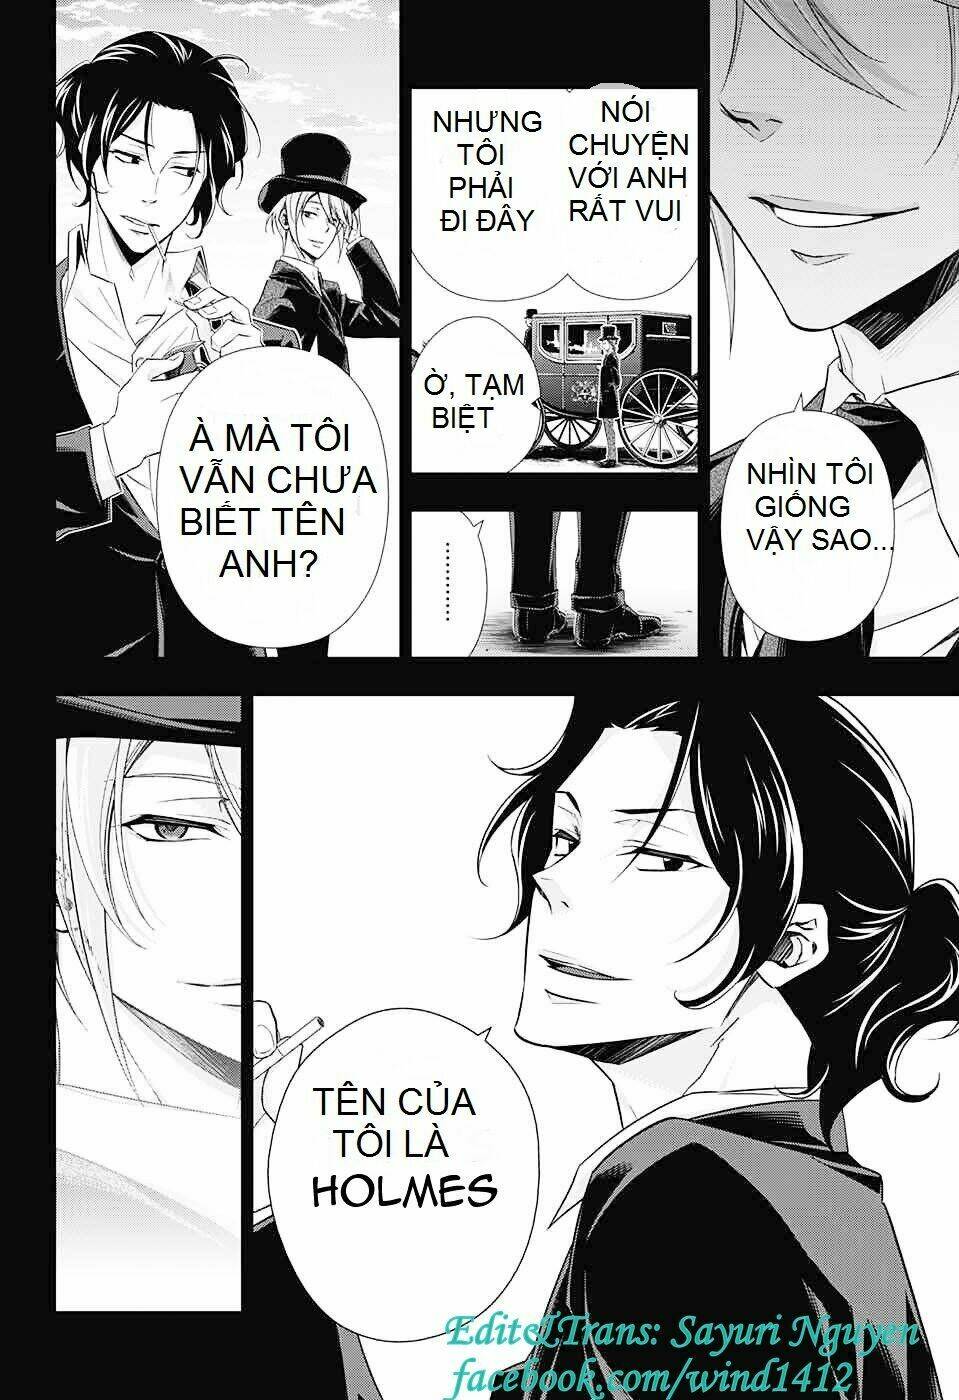 NHÌN TÔI
GIỐNG
VẬY SAO...
NÓI
CHUYỆN
VỚI ANH
RẤT VUI
NHƯNG
TÔI
PHẢI
ĐI ĐÂY
Ờ, TẠM
BIỆT
..........
À MÀ TÔI
VẪN CHƯA
BIẾT TÊN
ANH?
TÊN CỦA
TÔI LÀ
HOLMES
Edit&Trans: Sayuri Nguyen
facebook.com/wind1412